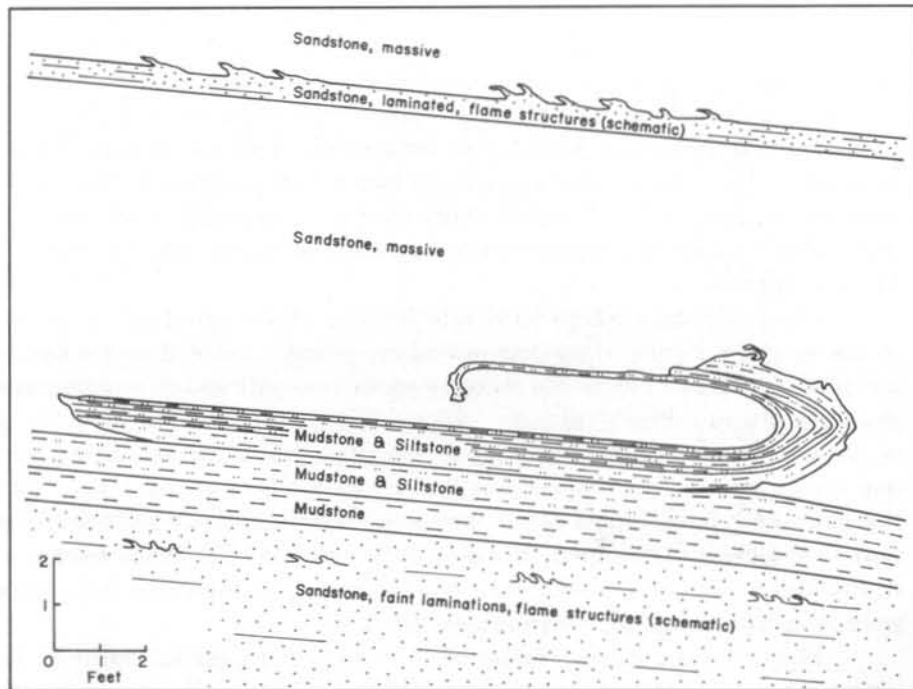 Sandstone, massive
Sandstone, laminated, flame structures (schematic)
Sandstone, massive
Mudstone & Siltstone
Mudstone & Siltstone
Mudstone
Sandstone, faint laminations, flame structures (schematic)
2
1
0 2
Feet